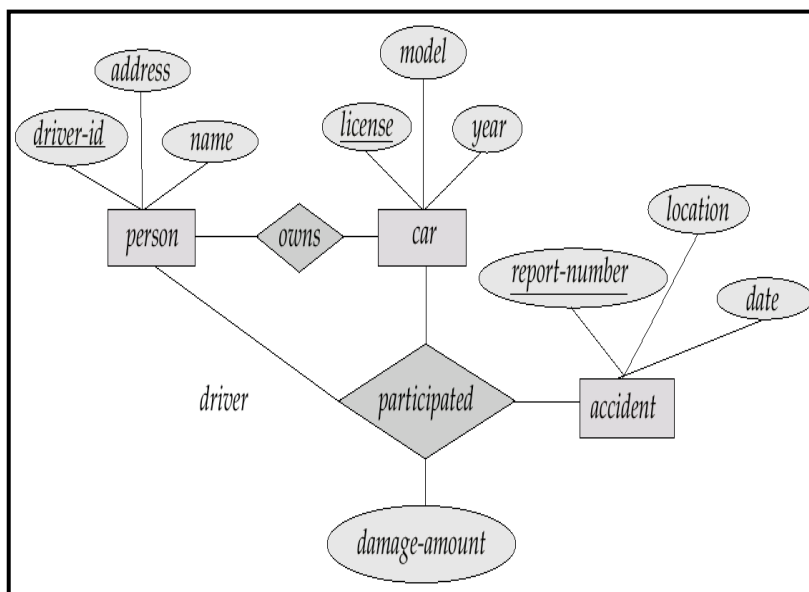 model
address
driver-id
name
license
year
location
person
owns
car
report-number
date
driver
participated
accident
damage-amount